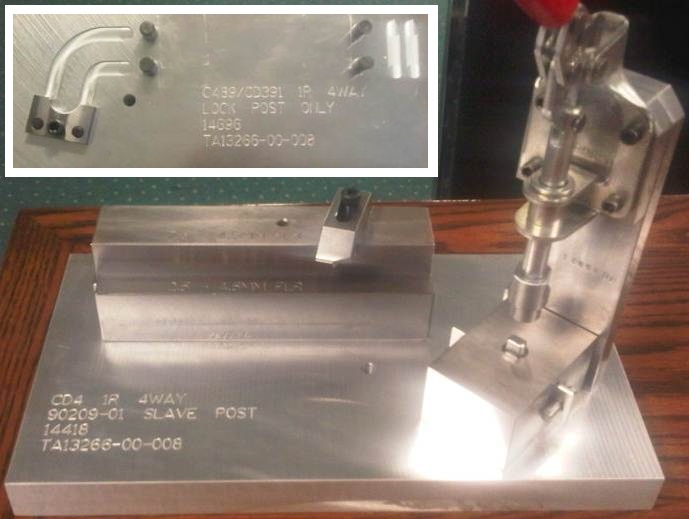 C489/CD391 1R 4WAY
LOCK POST ONLY
14696
TA13266-00-008
CD4 1R 4WAY
90209-01 SLAVE POST
14418
TA13266-00-008